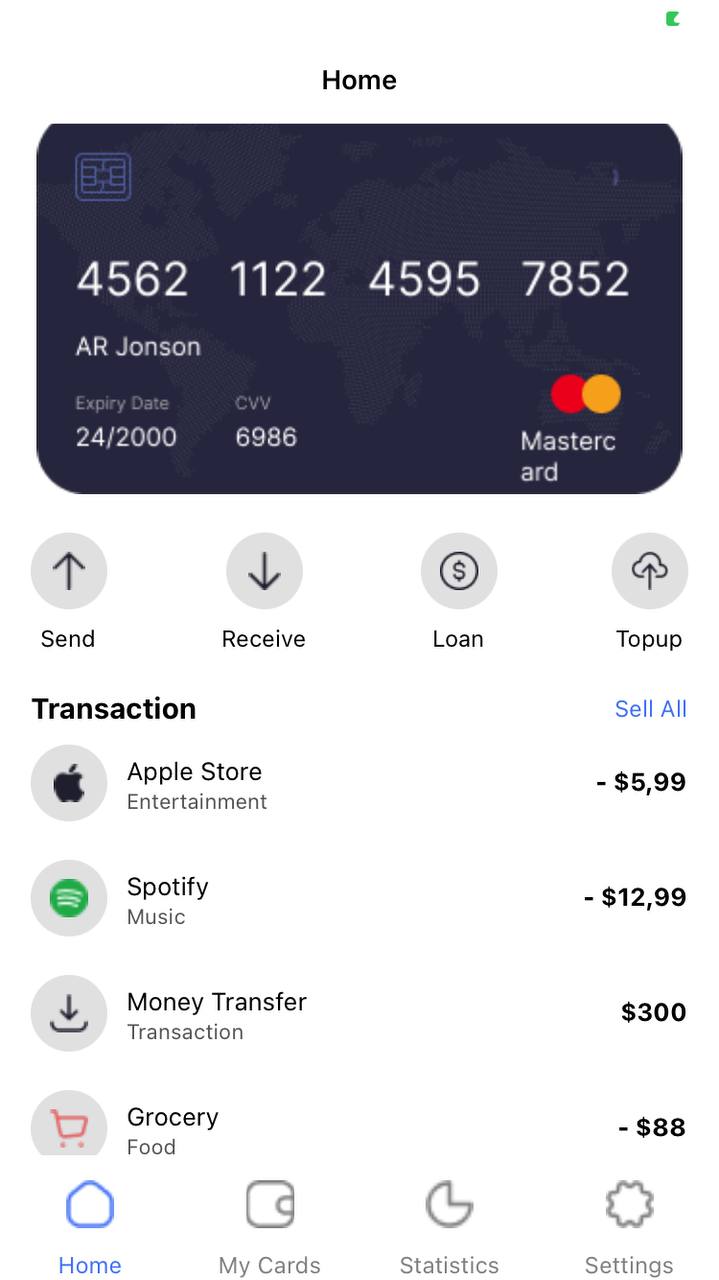 Home
4562 1122 4595 7852
AR Jonson
Expiry Date CVV
24/2000 6986
Masterc
ard
Send Receive Loan Topup
Transaction Sell All
Apple Store
Entertainment
- $5,99
Spotify
Music
- $12,99
Money Transfer
Transaction
$300
Grocery
Food
- $88
Home My Cards Statistics Settings